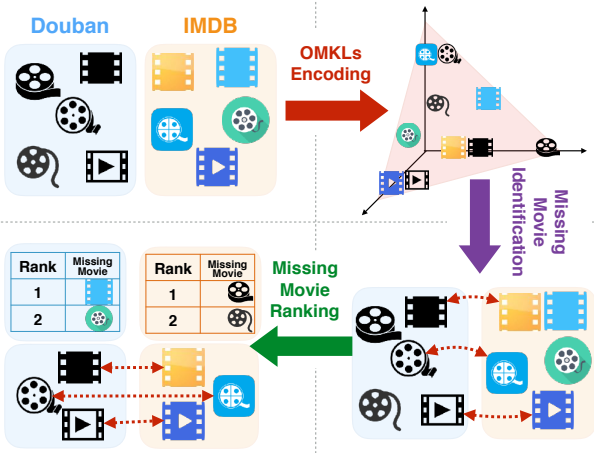 Douban
IMDB
OMKLs
Encoding
Missing
Movie
Identification
Rank
Missing
Movie
1
2
Rank
Missing
Movie
1
2
Missing
Movie
Ranking